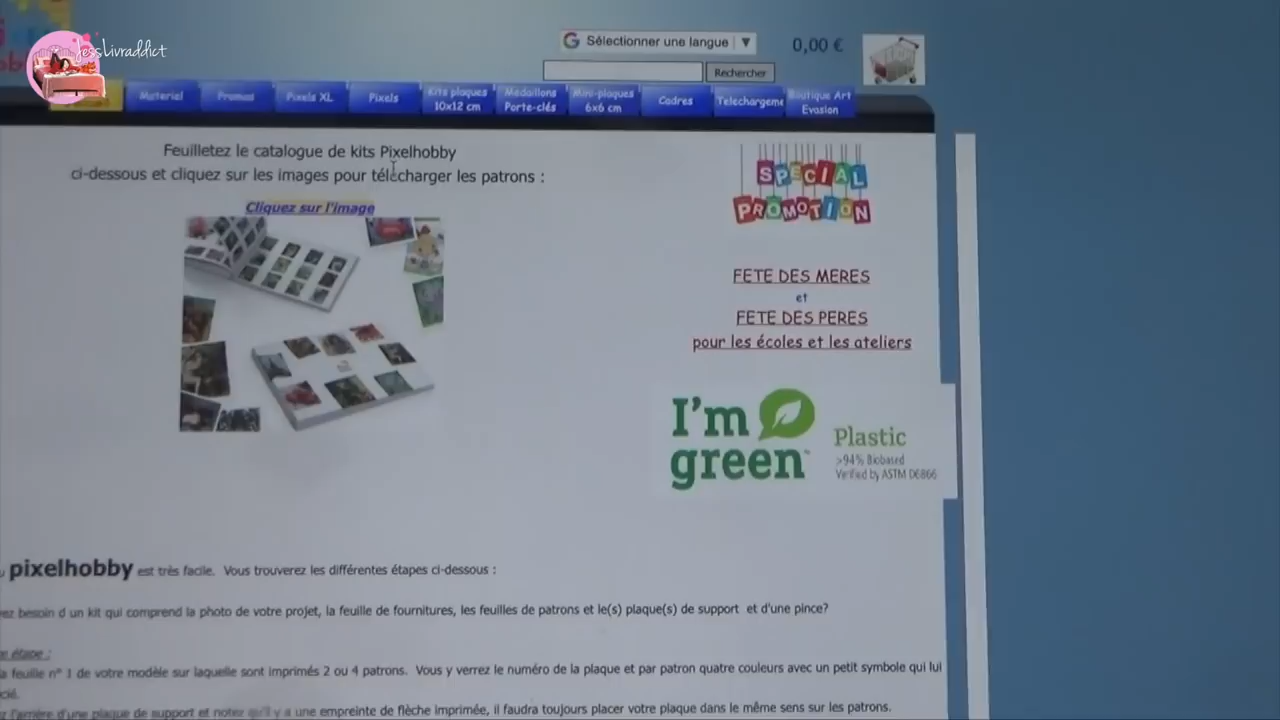 JessLivraddict
Sélectionner une langue
0,00 €
Rechercher
Materiel
Promos
Pixels XL
Pixels
Kits plaques 10x12 cm
Medaillons Porte-clés
Mini-plaques 6x6 cm
Cadres
Telechargeme
Boutique Art Evasion
Feuilletez le catalogue de kits Pixelhobby
ci-dessous et cliquez sur les images pour télécharger les patrons :
Cliquez sur l'image
SPECIAL
PROMOTION
FETE DES MERES
et
FETE DES PERES
pour les écoles et les ateliers
I'm
green™
Plastic
>94% Biobased
Verified by ASTM D6866
pixelhobby est très facile. Vous trouverez les différentes étapes ci-dessous :
besoin d un kit qui comprend la photo de votre projet, la feuille de fournitures, les feuilles de patrons et le(s) plaque(s) de support et d'une pince?
étape :
la feuille n° 1 de votre modèle sur laquelle sont imprimés 2 ou 4 patrons. Vous y verrez le numéro de la plaque et par patron quatre couleurs avec un petit symbole qui lui
l'arrière d'une plaque de support et notez qu'il y a une empreinte de flèche imprimée, il faudra toujours placer votre plaque dans le même sens sur les patrons.